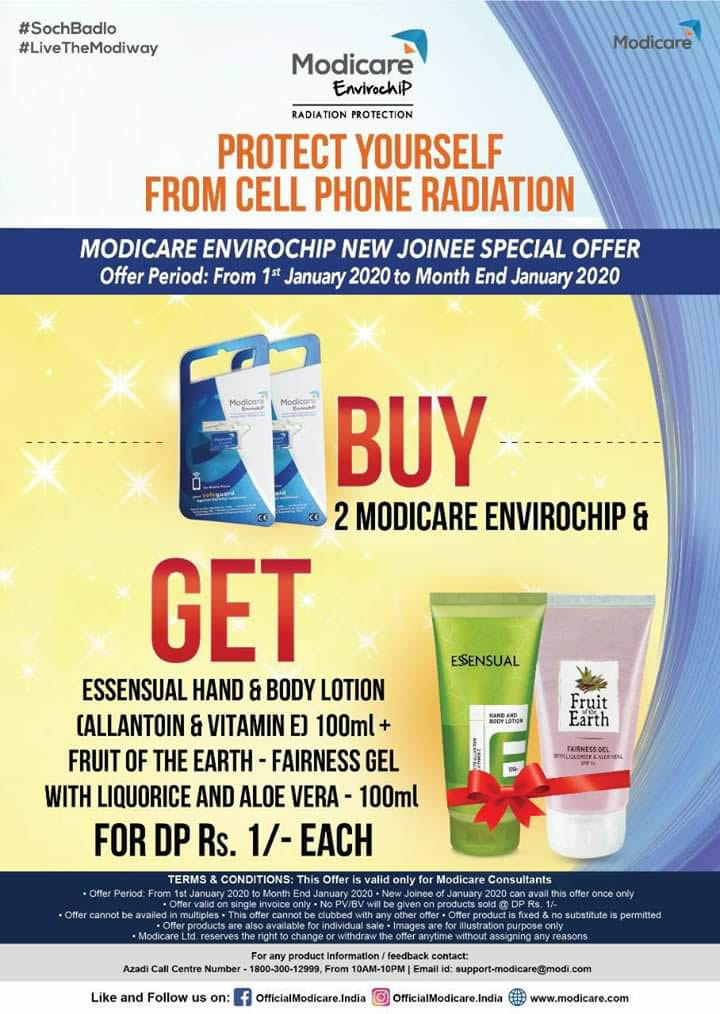 #SochBadlo
#LiveTheModiway
Modicare
Envirochip
RADIATION PROTECTION
Modicare
PROTECT YOURSELF
FROM CELL PHONE RADIATION
MODICARE ENVIROCHIP NEW JOINEE SPECIAL OFFER
Offer Period: From 1st January 2020 to Month End January 2020
Modicare
Envirochip
Modicare
Envirochip
BUY
2 MODICARE ENVIROCHIP &
GET
ESSENSUAL HAND & BODY LOTION
(ALLANTOIN & VITAMIN E) 100ml +
FRUIT OF THE EARTH - FAIRNESS GEL
WITH LIQUORICE AND ALOE VERA - 100ml
FOR DP Rs. 1/- EACH
ESSENSUAL
HAND AND
BODY LOTION
Fruit
of the
Earth
FAIRNESS GEL
WITH LIQUORICE & ALOE VERA
TERMS & CONDITIONS: This Offer is valid only for Modicare Consultants
• Offer Period: From 1st January 2020 to Month End January 2020 • New Joinee of January 2020 can avail this offer once only
• Offer valid on single invoice only • No PV/BV will be given on products sold @ DP Rs. 1/-
• Offer cannot be availed in multiples • This offer cannot be clubbed with any other offer • Offer product is fixed & no substitute is permitted
• Offer products are also available for individual sale • Images are for illustration purpose only
• Modicare Ltd. reserves the right to change or withdraw the offer anytime without assigning any reasons
For any product Information / feedback contact:
Azadi Call Centre Number - 1800-300-12999, From 10AM-10PM | Email id: support-modicare@modi.com
Like and Follow us on: OfficialModicare.India OfficialModicare.India www.modicare.com